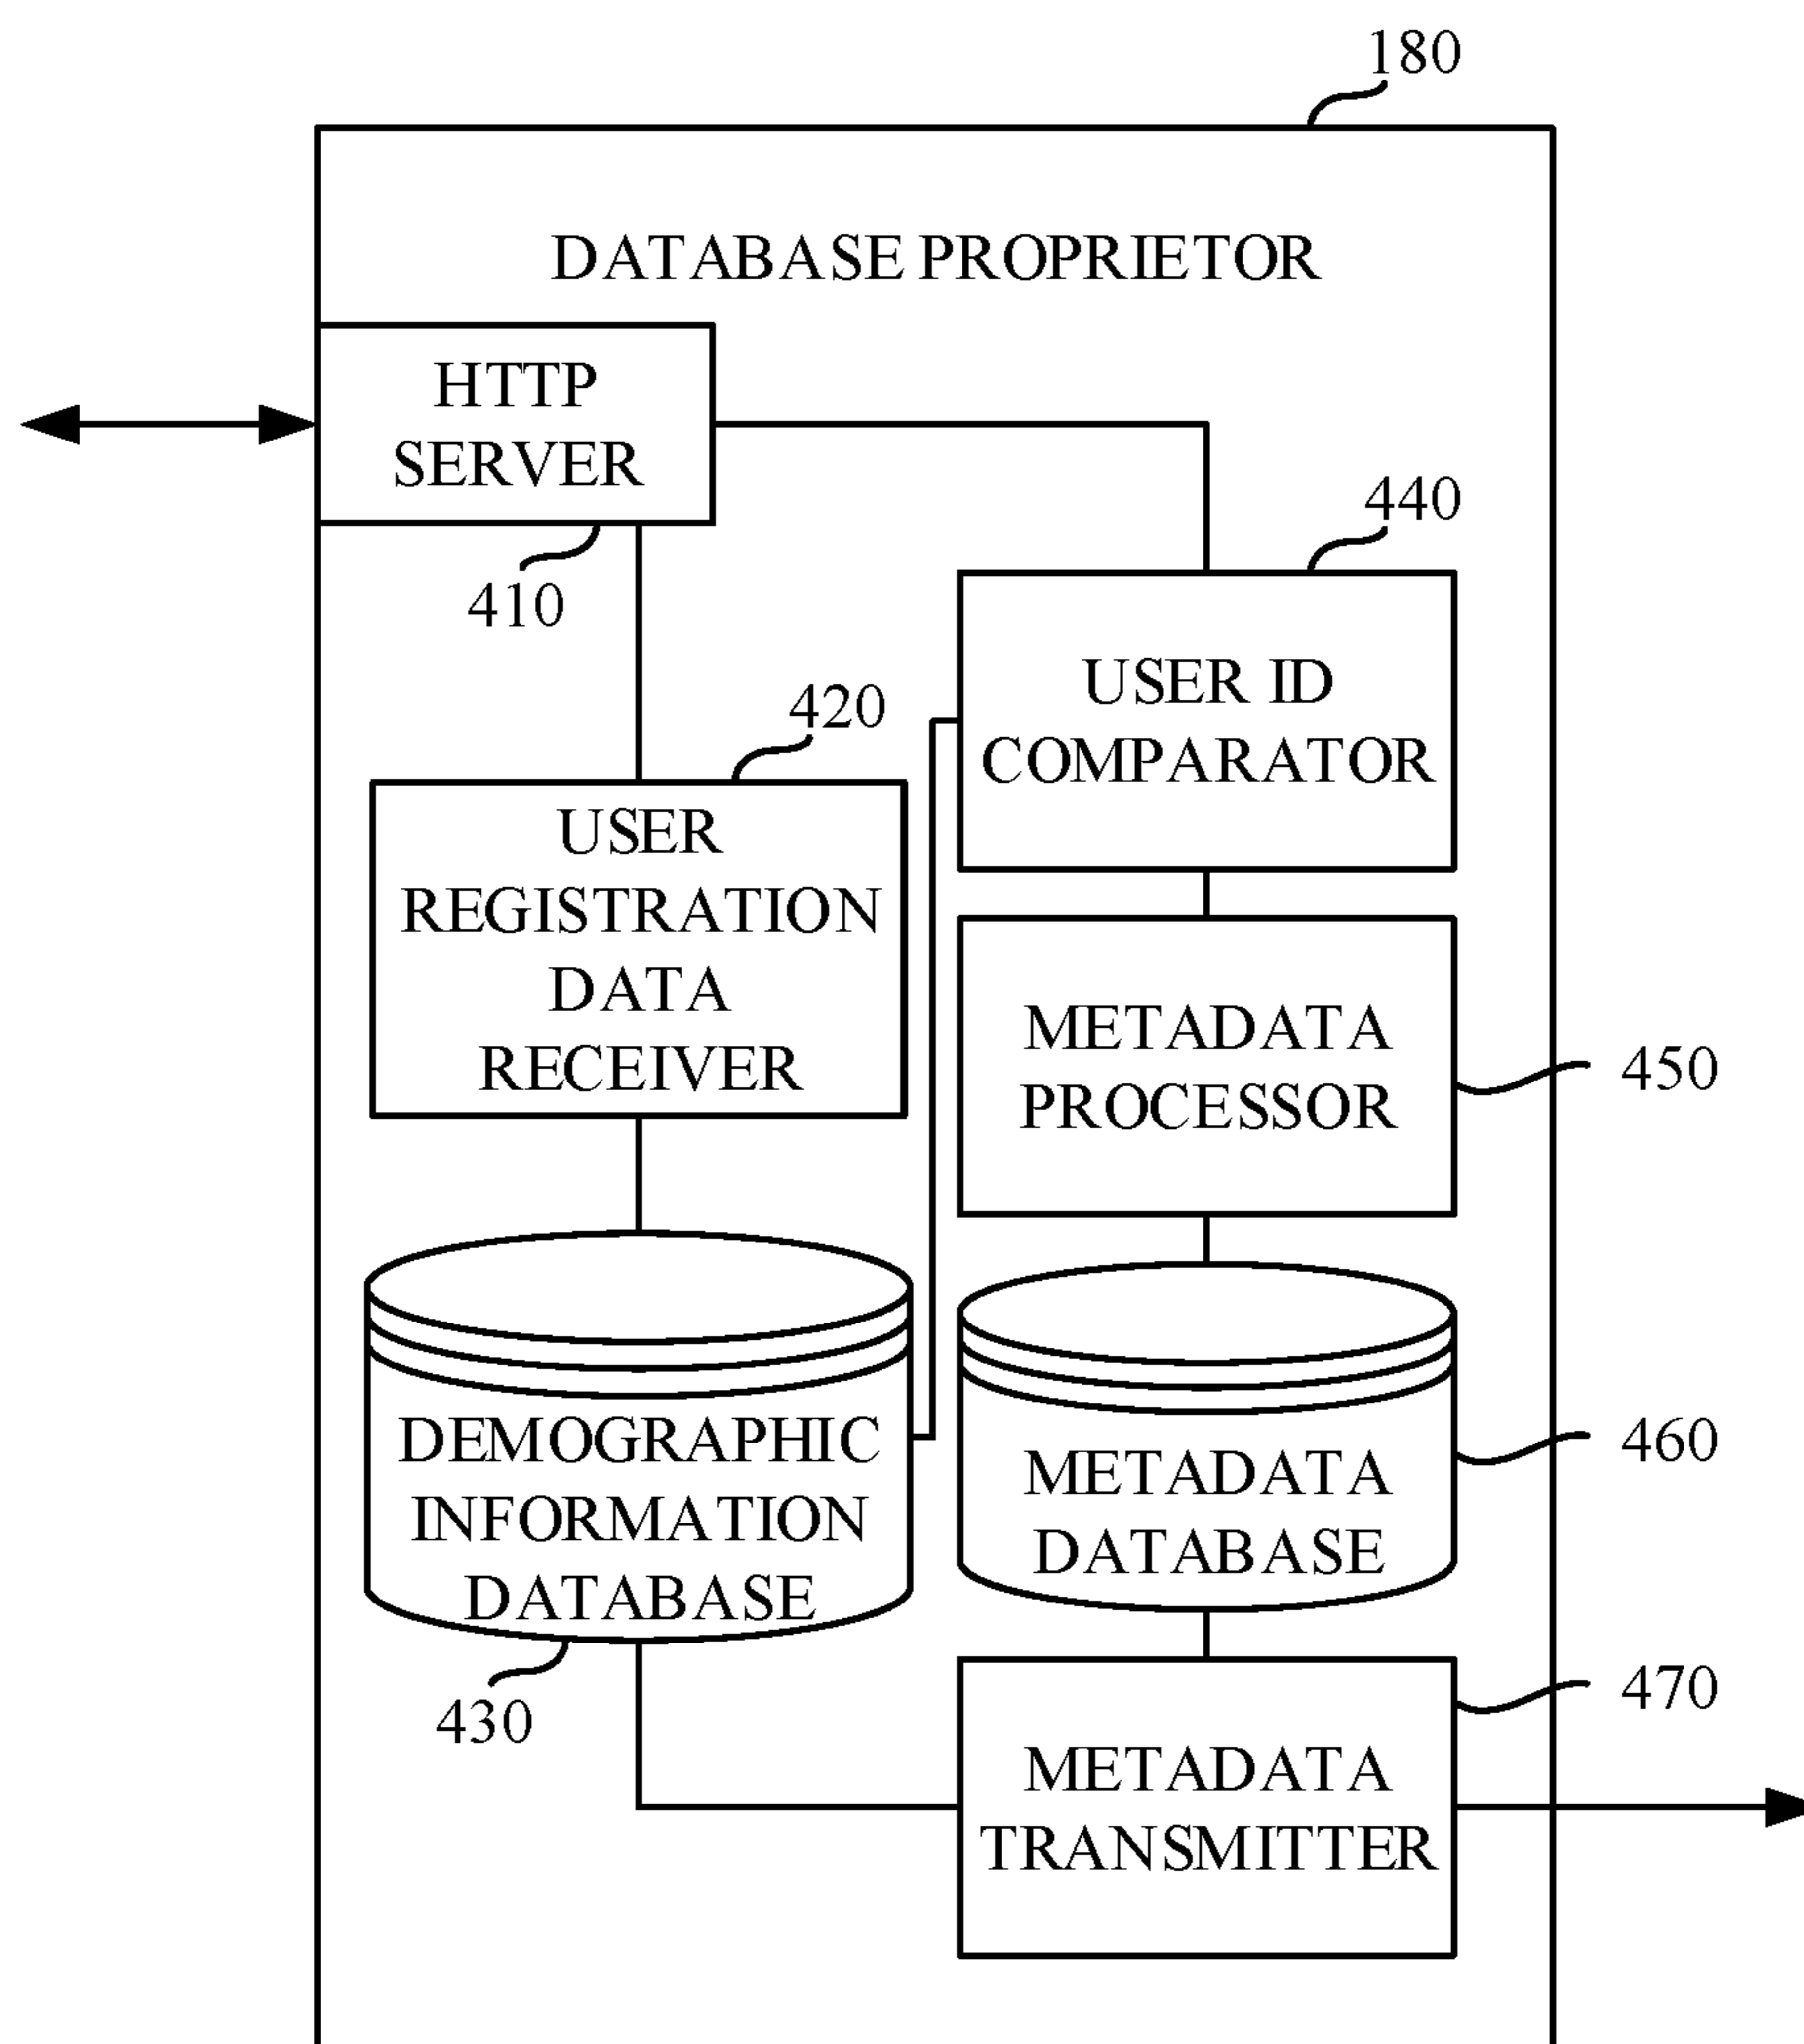 180
DATABASE PROPRIETOR
HTTP
SERVER
410
440
USER ID
COMPARATOR
420
USER
REGISTRATION
DATA
RECEIVER
METADATA
PROCESSOR
450
DEMOGRAPHIC
INFORMATION
DATABASE
430
METADATA
DATABASE
460
METADATA
TRANSMITTER
470